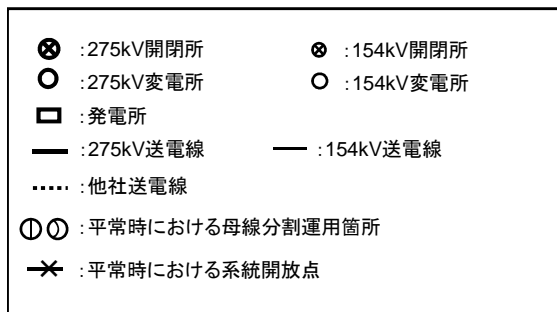 :275kV開閉所 :154kV開閉所
:275kV変電所 :154kV変電所
:発電所
:275kV送電線 :154kV送電線
:他社送電線
:平常時における母線分割運用箇所
:平常時における系統開放点